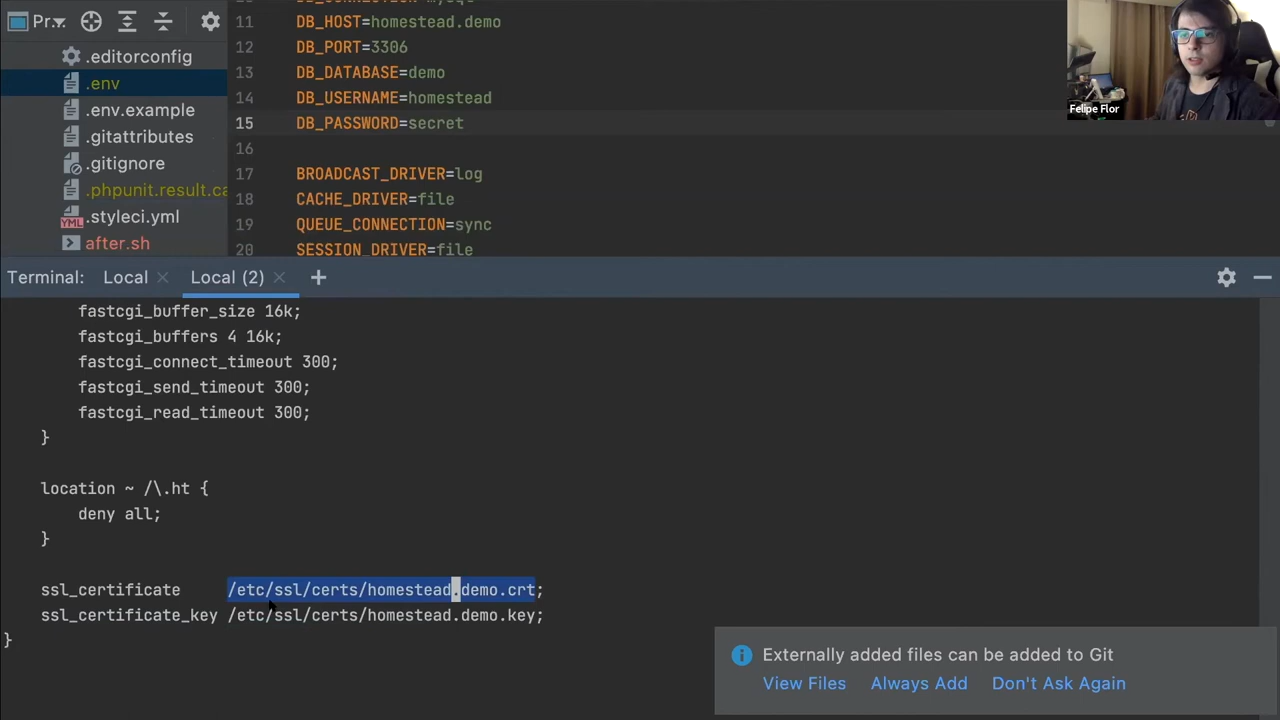 Pr...
.editorconfig
.env
.env.example
.gitattributes
.gitignore
.phpunit.result.ca
.styleci.yml
after.sh
11 DB_HOST=homestead.demo
12 DB_PORT=3306
13 DB_DATABASE=demo
14 DB_USERNAME=homestead
15 DB_PASSWORD=secret
16
17 BROADCAST_DRIVER=log
18 CACHE_DRIVER=file
19 QUEUE_CONNECTION=sync
20 SESSION_DRIVER=file
Felipe Flor
Terminal: Local Local (2)
fastcgi_buffer_size 16k;
fastcgi_buffers 4 16k;
fastcgi_connect_timeout 300;
fastcgi_send_timeout 300;
fastcgi_read_timeout 300;
}
location ~ /\.ht {
deny all;
}
ssl_certificate /etc/ssl/certs/homestead.demo.crt;
ssl_certificate_key /etc/ssl/certs/homestead.demo.key;
}
Externally added files can be added to Git
View Files Always Add Don't Ask Again